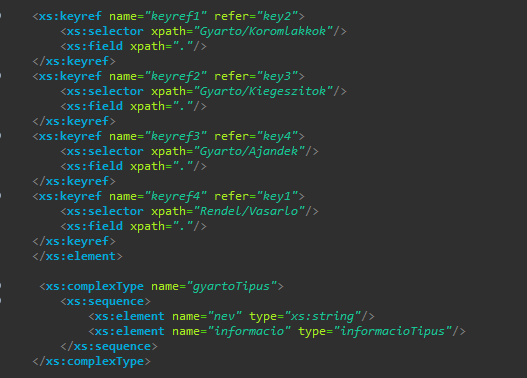 <xs:keyref name="keyref1" refer="key2">
<xs:selector xpath="Gyarto/Koromlakkok"/>
<xs:field xpath="."/>
</xs:keyref>
<xs:keyref name="keyref2" refer="key3">
<xs:selector xpath="Gyarto/Kiegeszitok"/>
<xs:field xpath="."/>
</xs:keyref>
<xs:keyref name="keyref3" refer="key4">
<xs:selector xpath="Gyarto/Ajandek"/>
<xs:field xpath="."/>
</xs:keyref>
<xs:keyref name="keyref4" refer="key1">
<xs:selector xpath="Rendel/Vasarlo"/>
<xs:field xpath="."/>
</xs:keyref>
</xs:element>
<xs:complexType name="gyartoTipus">
<xs:sequence>
<xs:element name="nev" type="xs:string"/>
<xs:element name="informacio" type="informacioTipus"/>
</xs:sequence>
</xs:complexType>